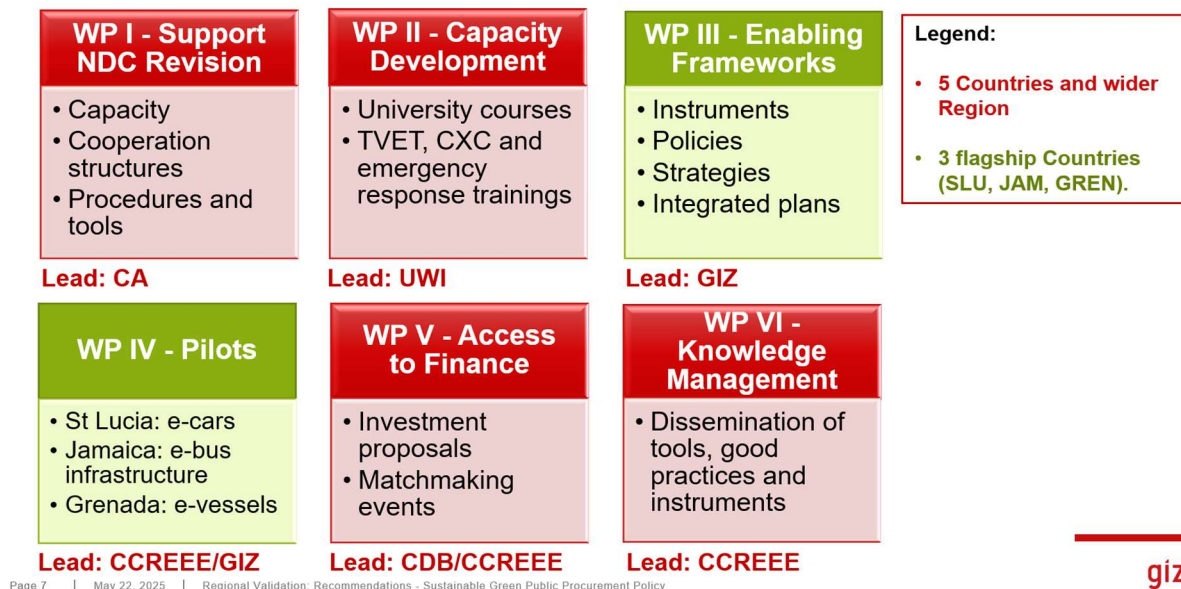 WP I - Support
NDC Revision
• Capacity
• Cooperation
structures
• Procedures and
tools
Lead: CA
WP II - Capacity
Development
• University courses
• TVET, CXC and
emergency
response trainings
Lead: UWI
WP III - Enabling
Frameworks
• Instruments
• Policies
• Strategies
• Integrated plans
Lead: GIZ
Legend:
• 5 Countries and wider
Region
• 3 flagship Countries
(SLU, JAM, GREN).
WP IV - Pilots
• St Lucia: e-cars
• Jamaica: e-bus
infrastructure
• Grenada: e-vessels
Lead: CCREEE/GIZ
WP V - Access
to Finance
• Investment
proposals
• Matchmaking
events
Lead: CDB/CCREEE
WP VI -
Knowledge
Management
• Dissemination of
tools, good
practices and
instruments
Lead: CCREEE
Page 7 | May 22, 2025 | Regional Validation: Recommendations - Sustainable Green Public Procurement Policy
giz